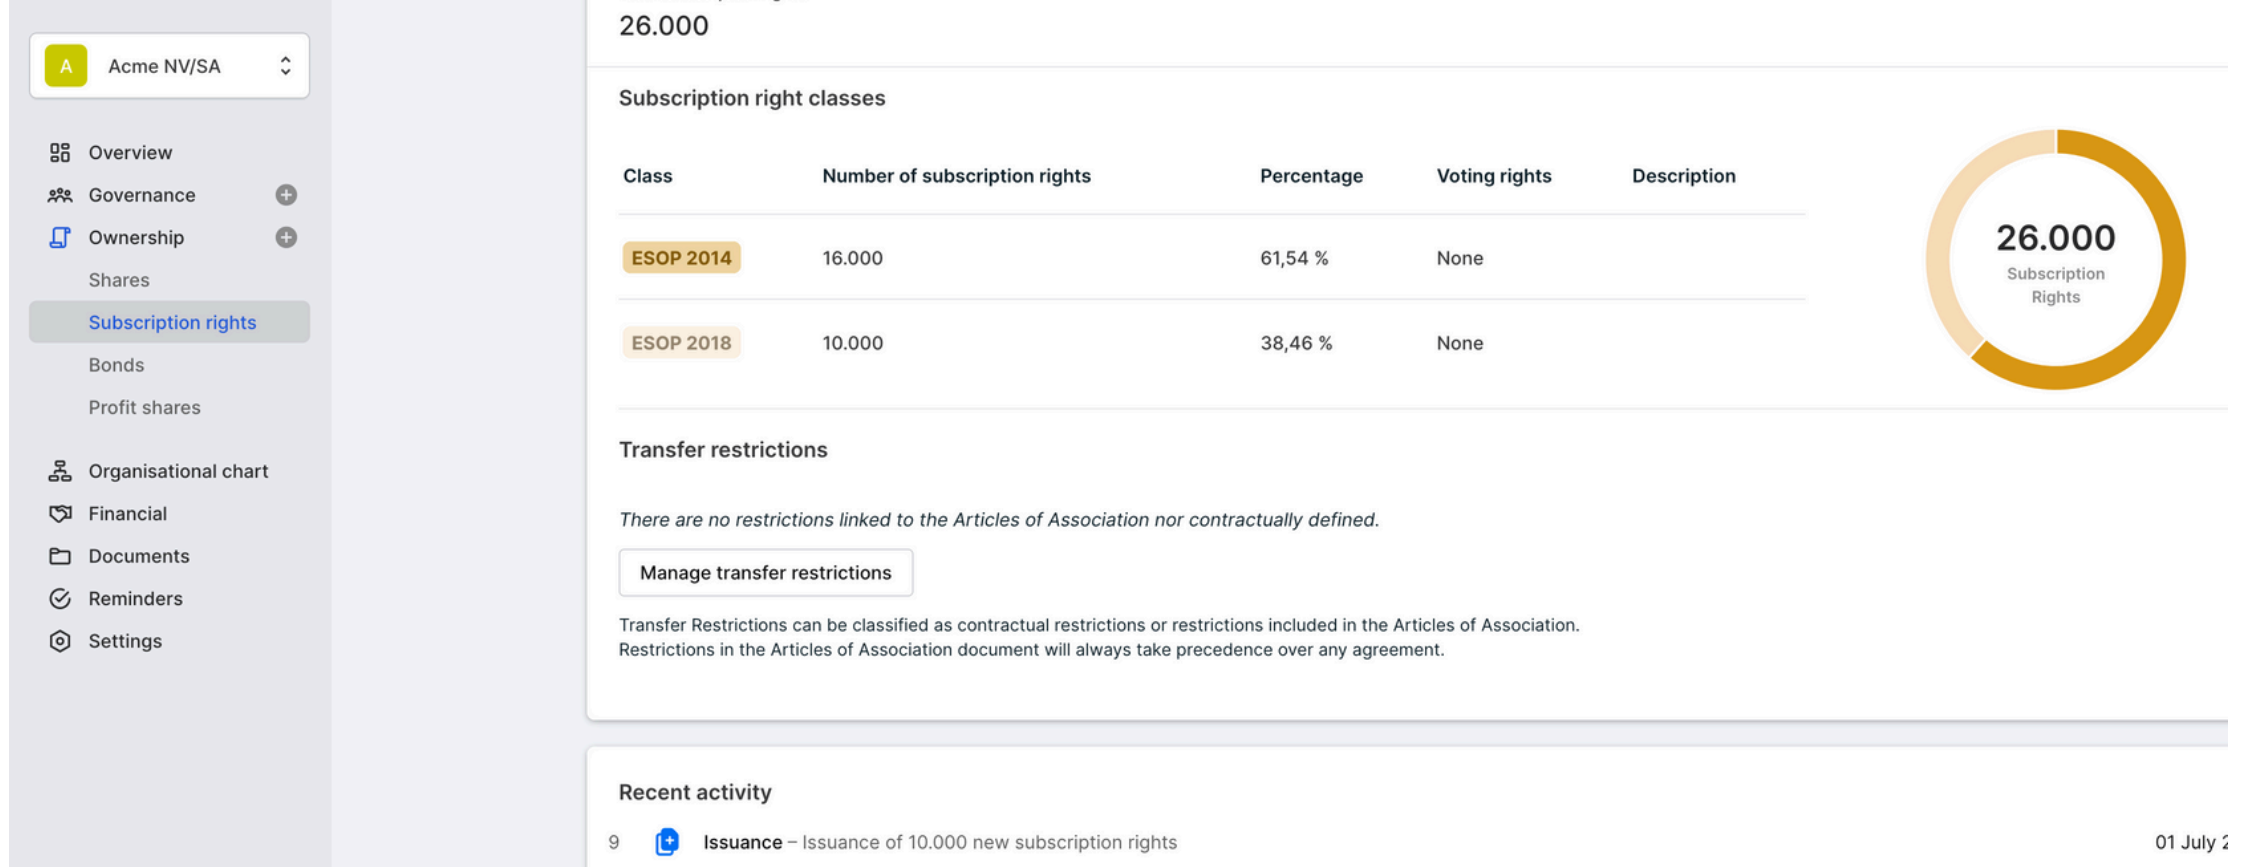 A Acme NV/SA
Overview
Governance
Ownership
Shares
Subscription rights
Bonds
Profit shares
Organisational chart
Financial
Documents
Reminders
Settings
26.000
Subscription right classes
Class Number of subscription rights Percentage Voting rights Description
ESOP 2014 16.000 61,54 % None
ESOP 2018 10.000 38,46 % None
26.000
Subscription
Rights
Transfer restrictions
There are no restrictions linked to the Articles of Association nor contractually defined.
Manage transfer restrictions
Transfer Restrictions can be classified as contractual restrictions or restrictions included in the Articles of Association.
Restrictions in the Articles of Association document will always take precedence over any agreement.
Recent activity
9 Issuance – Issuance of 10.000 new subscription rights 01 July